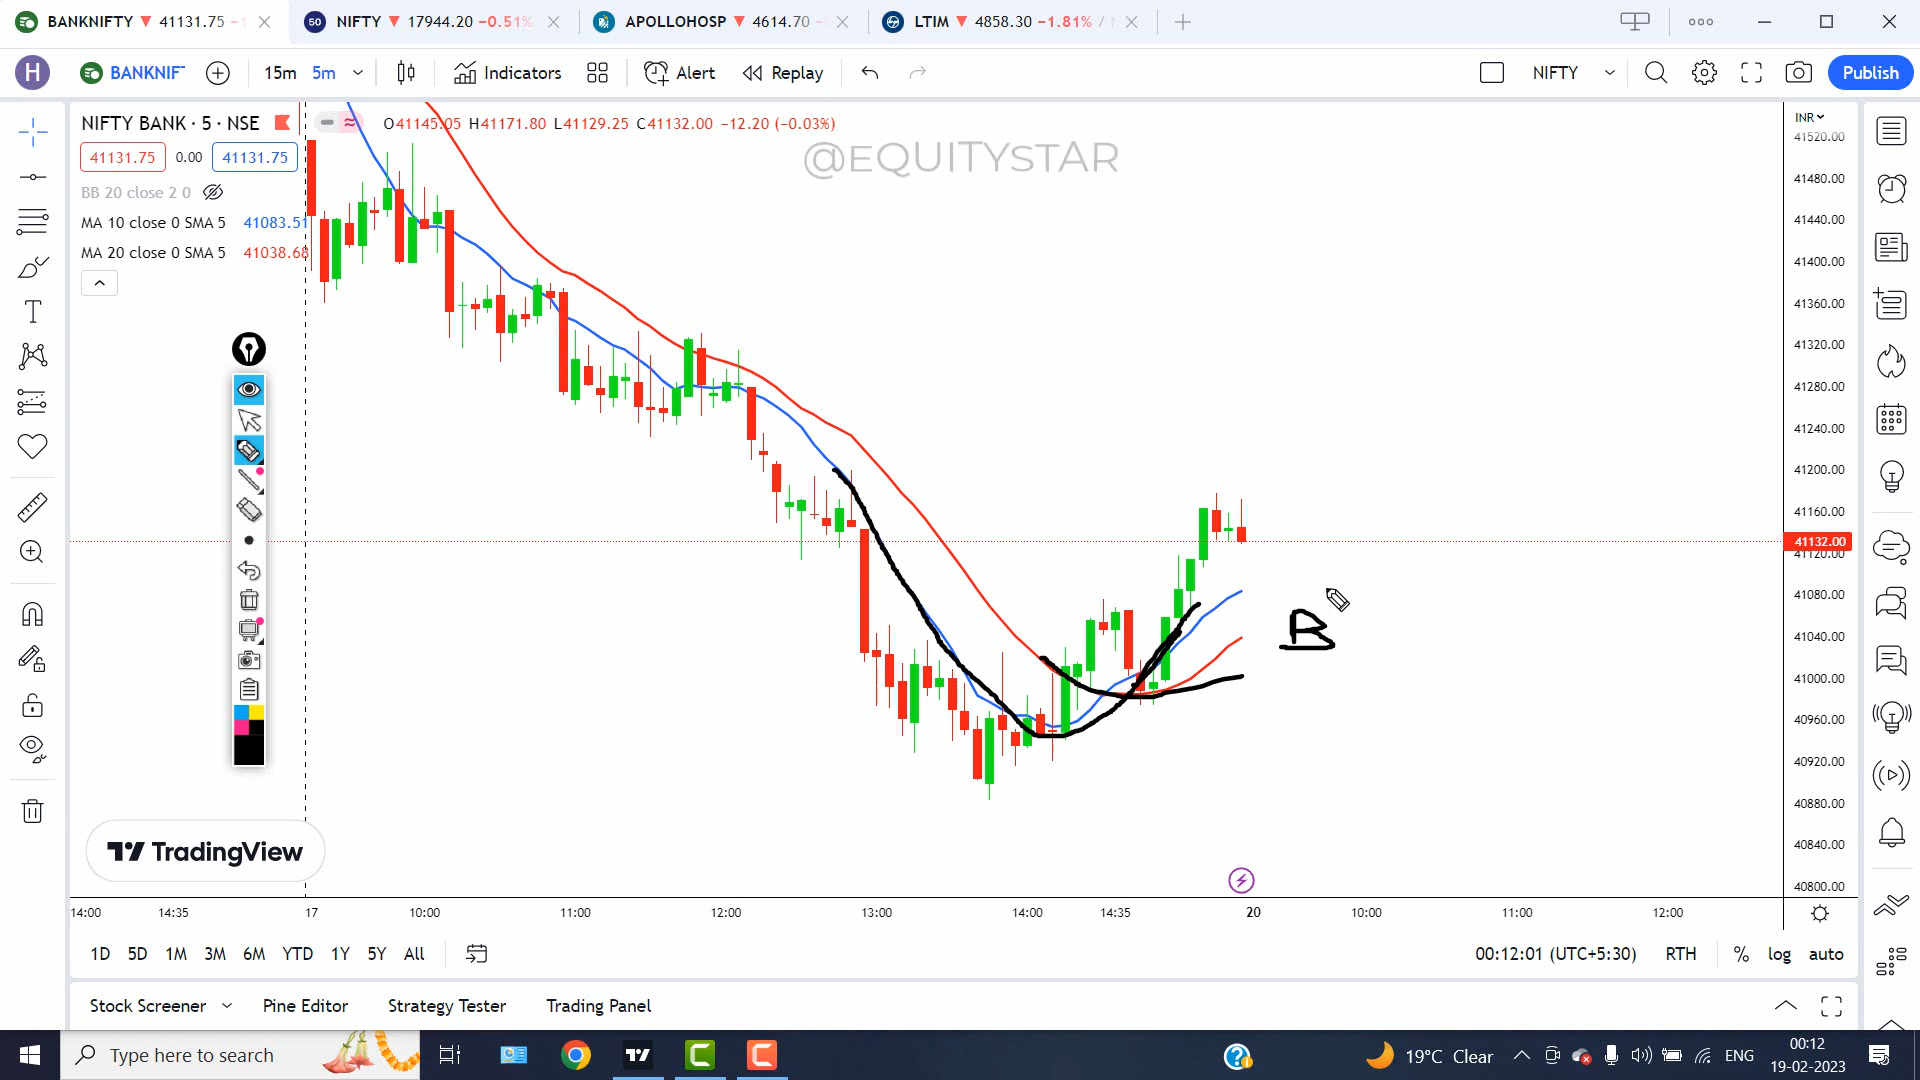 BANKNIFTY 41131.75
50 NIFTY 17944.20 −0.51%
APOLLOHOSP 4614.70
LTIM 4858.30 −1.81% /
H BANKNIF 15m 5m Indicators Alert Replay NIFTY Publish
NIFTY BANK · 5 · NSE O41145.05 H41171.80 L41129.25 C41132.00 −12.20 (−0.03%)
INR
@EQUITYSTAR
41131.75 0.00 41131.75
BB 20 close 2 0
MA 10 close 0 SMA 5 41083.51
MA 20 close 0 SMA 5 41038.68
41520.00
41480.00
41440.00
41400.00
41360.00
41320.00
41280.00
41240.00
41200.00
41160.00
41132.00
41120.00
41080.00
41040.00
41000.00
40960.00
40920.00
40880.00
40840.00
40800.00
B
TradingView
14:00 14:35 17 10:00 11:00 12:00 13:00 14:00 14:35 20 10:00 11:00 12:00
1D 5D 1M 3M 6M YTD 1Y 5Y All 00:12:01 (UTC+5:30) RTH % log auto
Stock Screener Pine Editor Strategy Tester Trading Panel
Type here to search 19°C Clear ENG 00:12
19-02-2023